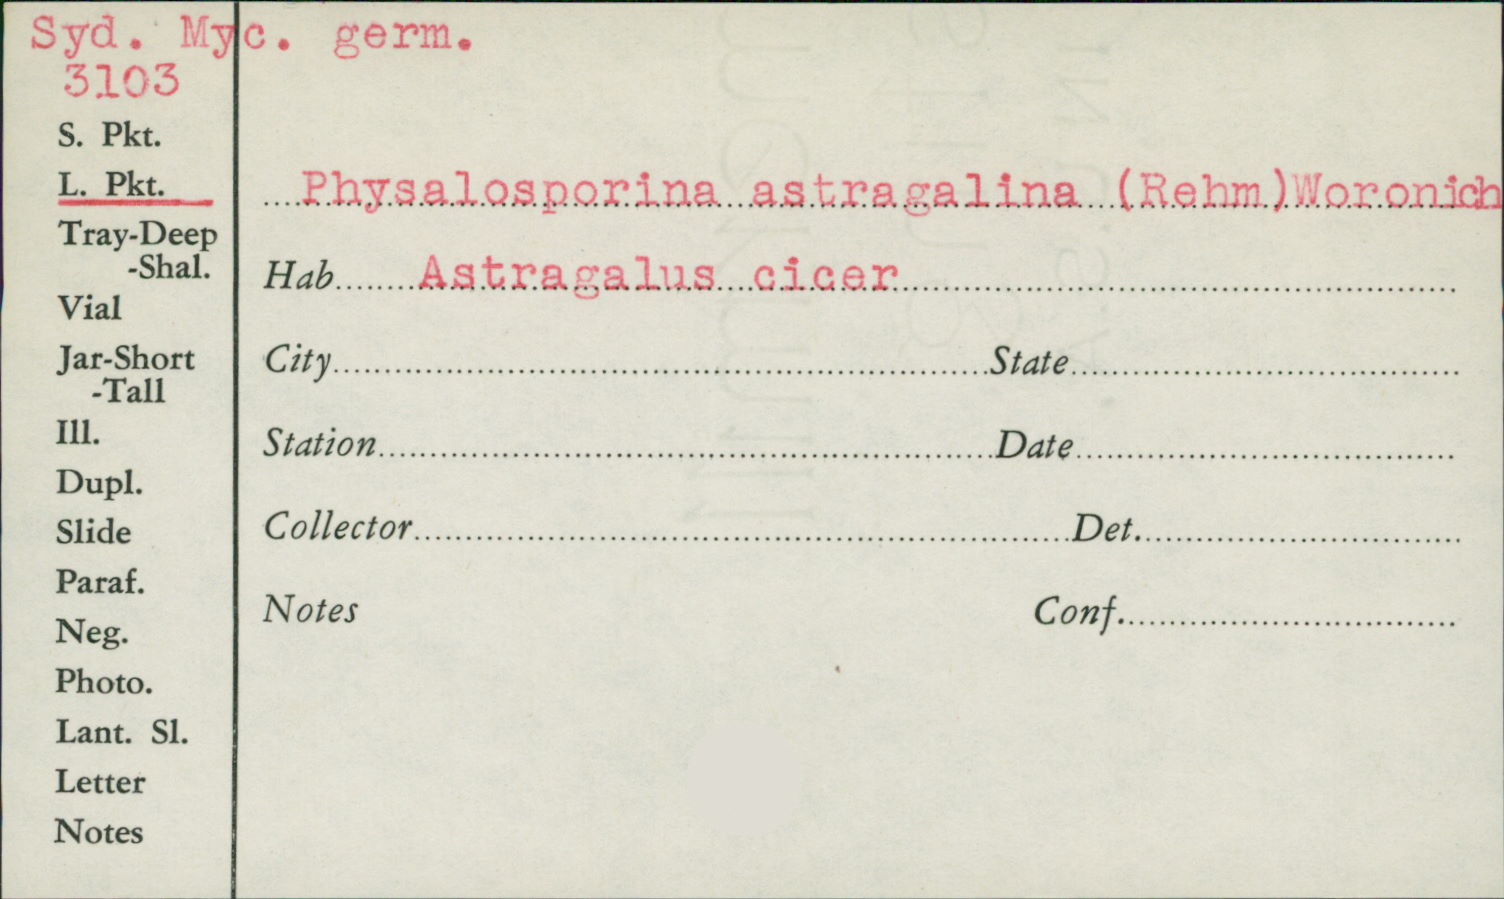 Syd. Myc. germ.
3103
S. Pkt.
L. Pkt.
Tray-Deep
-Shal.
Vial
Jar-Short
-Tall
Ill.
Dupl.
Slide
Paraf.
Neg.
Photo.
Lant. Sl.
Letter
Notes
Physalosporina astragalina (Rehm)Woronich
Hab. Astragalus cicer
City State
Station Date
Collector Det.
Notes Conf.